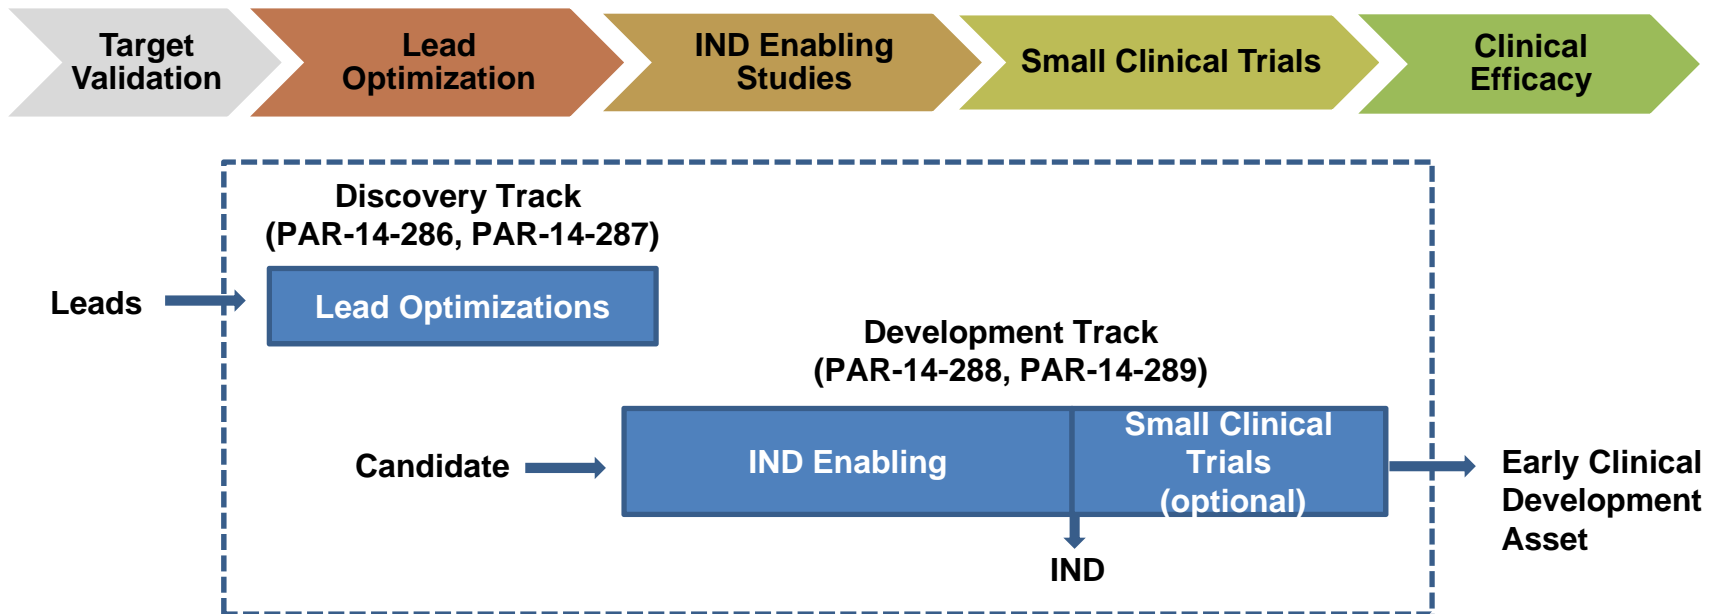 Target
Validation
Lead
Optimization
IND Enabling
Studies
Small Clinical Trials
Clinical
Efficacy
Discovery Track
(PAR-14-286, PAR-14-287)
Leads
Lead Optimizations
Development Track
(PAR-14-288, PAR-14-289)
Candidate
IND Enabling
Small Clinical
Trials
(optional)
Early Clinical
Development
Asset
IND